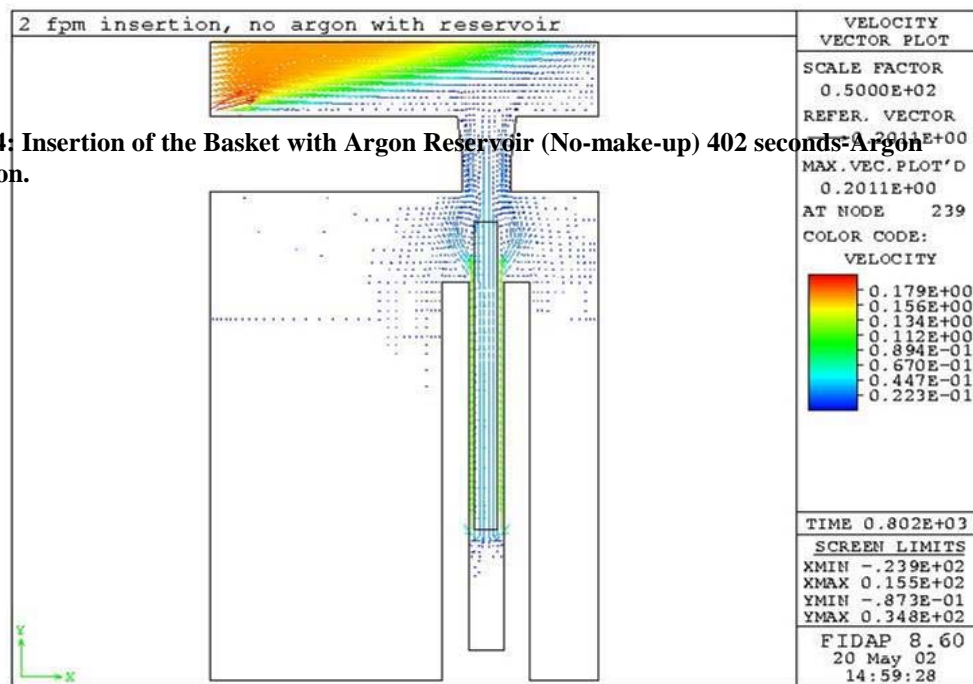 2 fpm insertion, no argon with reservoir
4: Insertion of the Basket with Argon Reservoir (No-make-up) 402 seconds-Argon
on.
VELOCITY
VECTOR PLOT
SCALE FACTOR
0.5000E+02
REFER. VECTOR
0.2011E+00
MAX.VEC.PLOT'D
0.2011E+00
AT NODE 239
COLOR CODE:
VELOCITY
0.179E+00
0.156E+00
0.134E+00
0.112E+00
0.894E-01
0.670E-01
0.447E-01
0.223E-01
TIME 0.802E+03
SCREEN LIMITS
XMIN -.239E+02
XMAX 0.155E+02
YMIN -.873E-01
YMAX 0.348E+02
FIDAP 8.60
20 May 02
14:59:28
Y
X